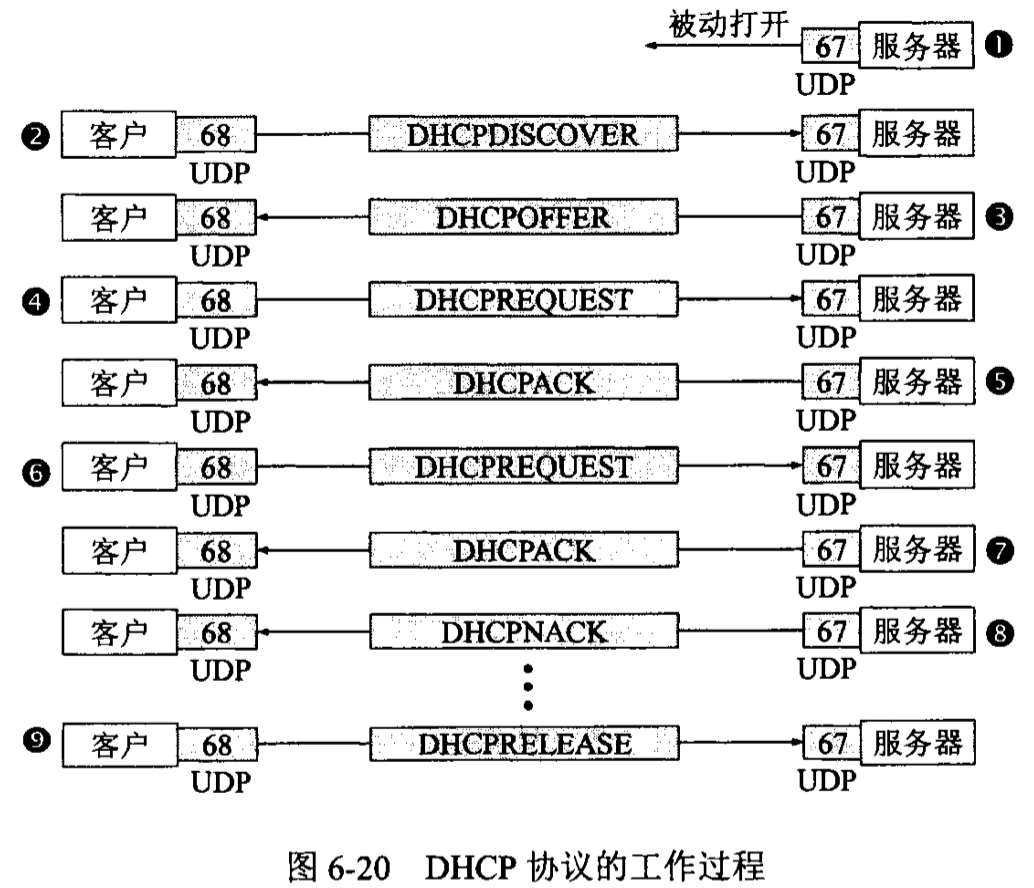 被动打开
67 服务器 ❶
UDP
❷ 客户 68 DHCPDISCOVER 67 服务器
UDP UDP
客户 68 DHCPOFFER 67 服务器 ❸
UDP UDP
❹ 客户 68 DHCPREQUEST 67 服务器
UDP UDP
客户 68 DHCPACK 67 服务器 ❺
UDP UDP
❻ 客户 68 DHCPREQUEST 67 服务器
UDP UDP
客户 68 DHCPACK 67 服务器 ❼
UDP UDP
客户 68 DHCPNACK 67 服务器 ❽
UDP UDP
❾ 客户 68 DHCPRELEASE 67 服务器
UDP UDP
图 6-20 DHCP 协议的工作过程